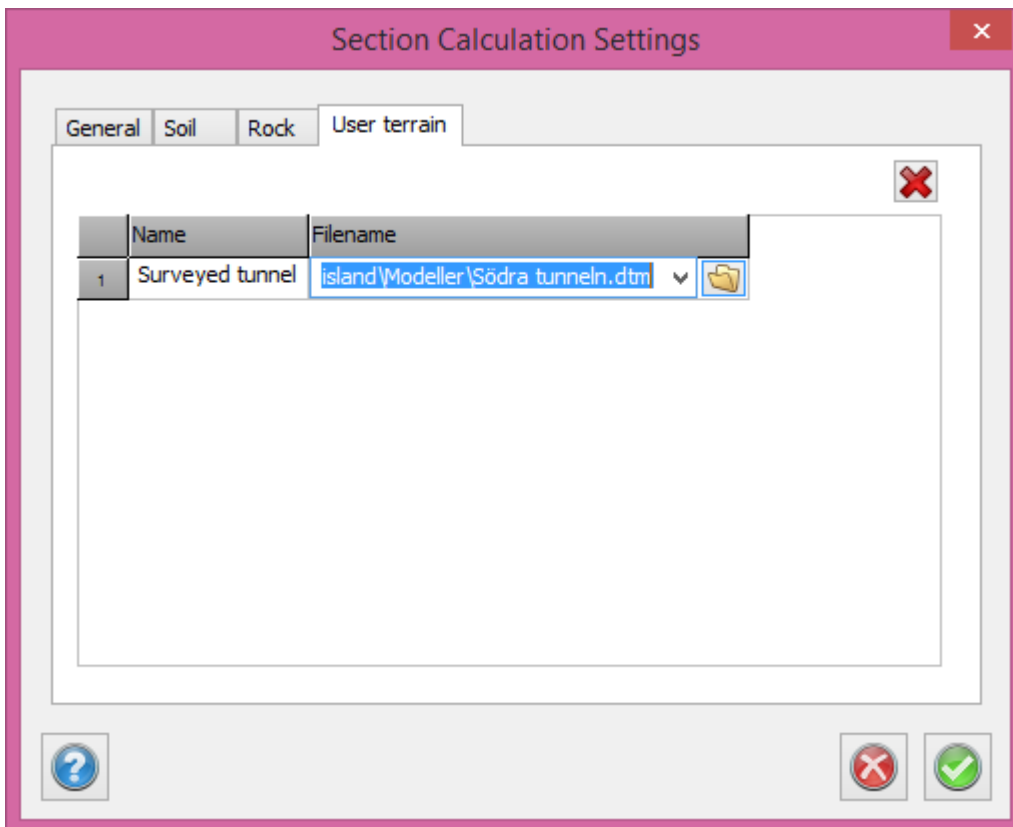 Section Calculation Settings
General Soil Rock User terrain
Name Filename
1 Surveyed tunnel island\Modeller\Södra tunneln.dtm